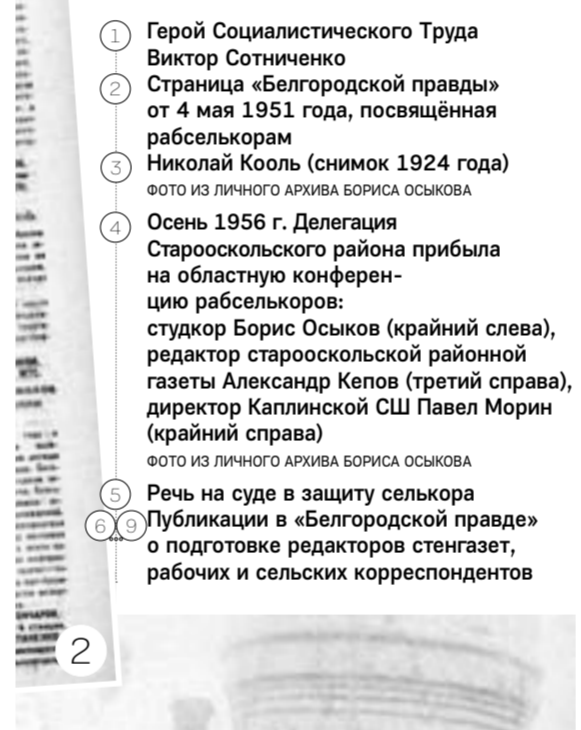 1 Герой Социалистического Труда
Виктор Сотниченко
2 Страница «Белгородской правды»
от 4 мая 1951 года, посвящённая
рабселькорам
3 Николай Кооль (снимок 1924 года)
ФОТО ИЗ ЛИЧНОГО АРХИВА БОРИСА ОСЫКОВА
4 Осень 1956 г. Делегация
Старооскольского района прибыла
на областную конферен-
цию рабселькоров:
студкор Борис Осыков (крайний слева),
редактор старооскольской районной
газеты Александр Кепов (третий справа),
директор Каплинской СШ Павел Морин
(крайний справа)
ФОТО ИЗ ЛИЧНОГО АРХИВА БОРИСА ОСЫКОВА
5 Речь на суде в защиту селькора
6...9 Публикации в «Белгородской правде»
о подготовке редакторов стенгазет,
рабочих и сельских корреспондентов
2